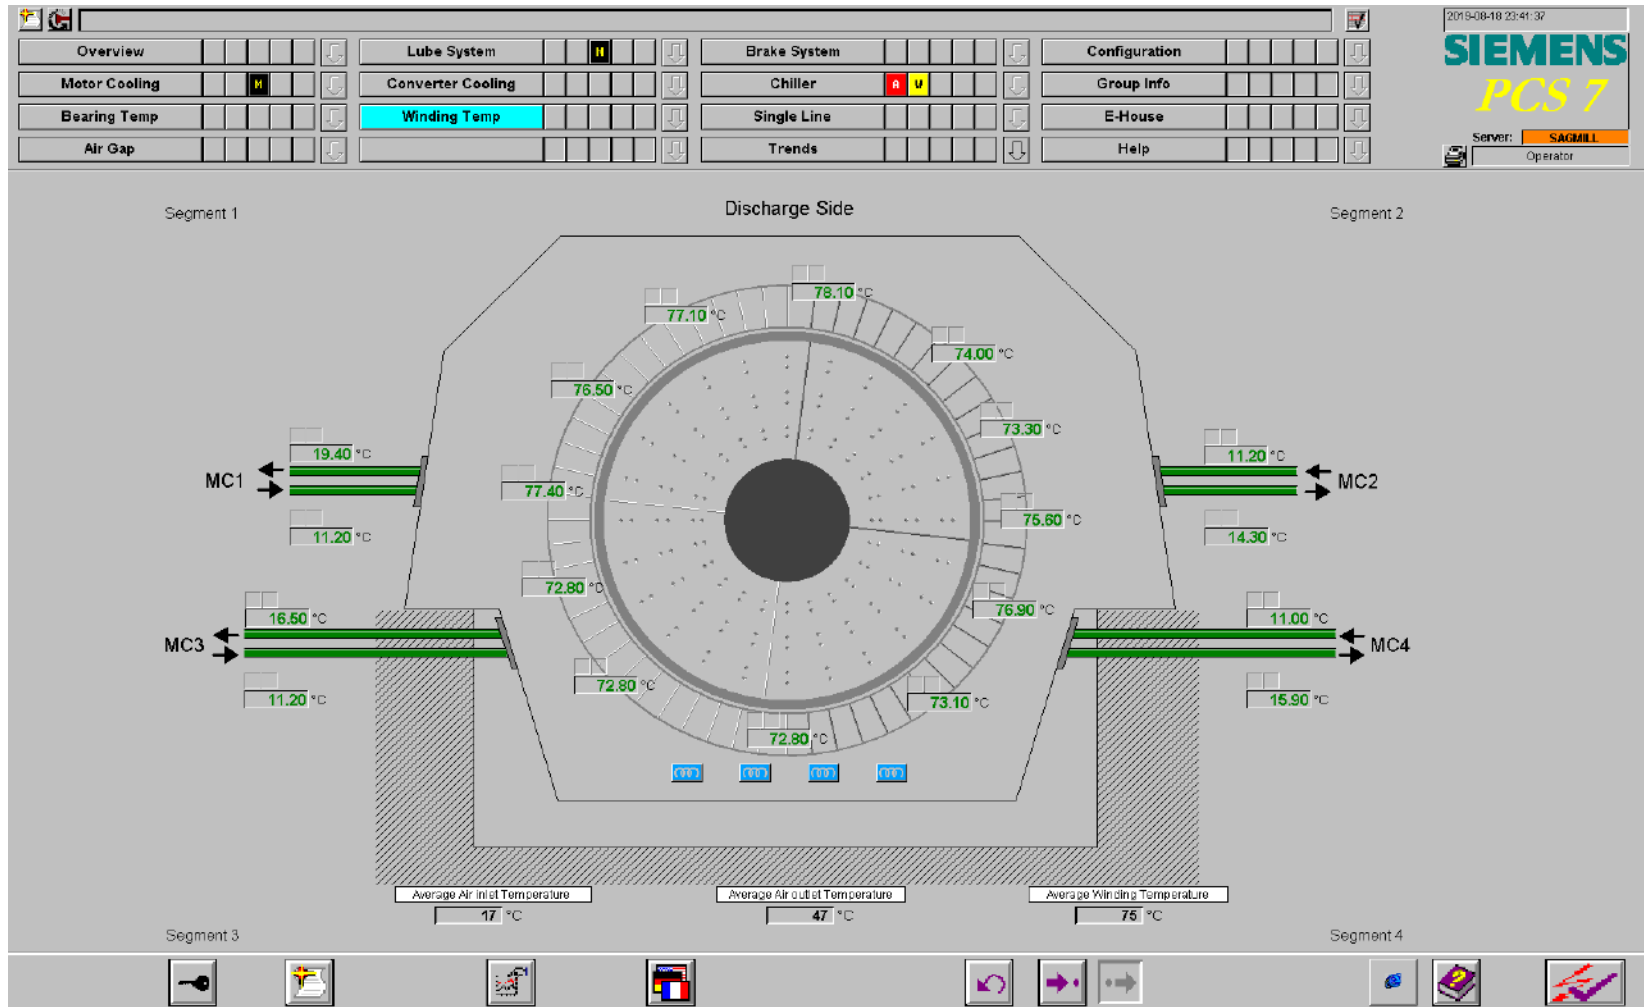 2019-08-18 23:41:37
Overview
Lube System
M
Brake System
Configuration
SIEMENS
Motor Cooling
M
Converter Cooling
Chiller
A W
Group Info
PCS 7
Bearing Temp
Winding Temp
Single Line
E-House
Server: SAGMILL
Air Gap
Trends
Help
Operator
Segment 1
Discharge Side
Segment 2
78.10 °C
77.10 °C
74.00 °C
76.50 °C
73.30 °C
19.40 °C
11.20 °C
MC1
77.40 °C
MC2
75.60 °C
11.20 °C
14.30 °C
72.80 °C
76.90 °C
16.50 °C
11.00 °C
MC3
MC4
72.80 °C
11.20 °C
73.10 °C
15.90 °C
72.80 °C
Average Air inlet Temperature
Average Air outlet Temperature
Average Winding Temperature
17 °C
47 °C
75 °C
Segment 3
Segment 4